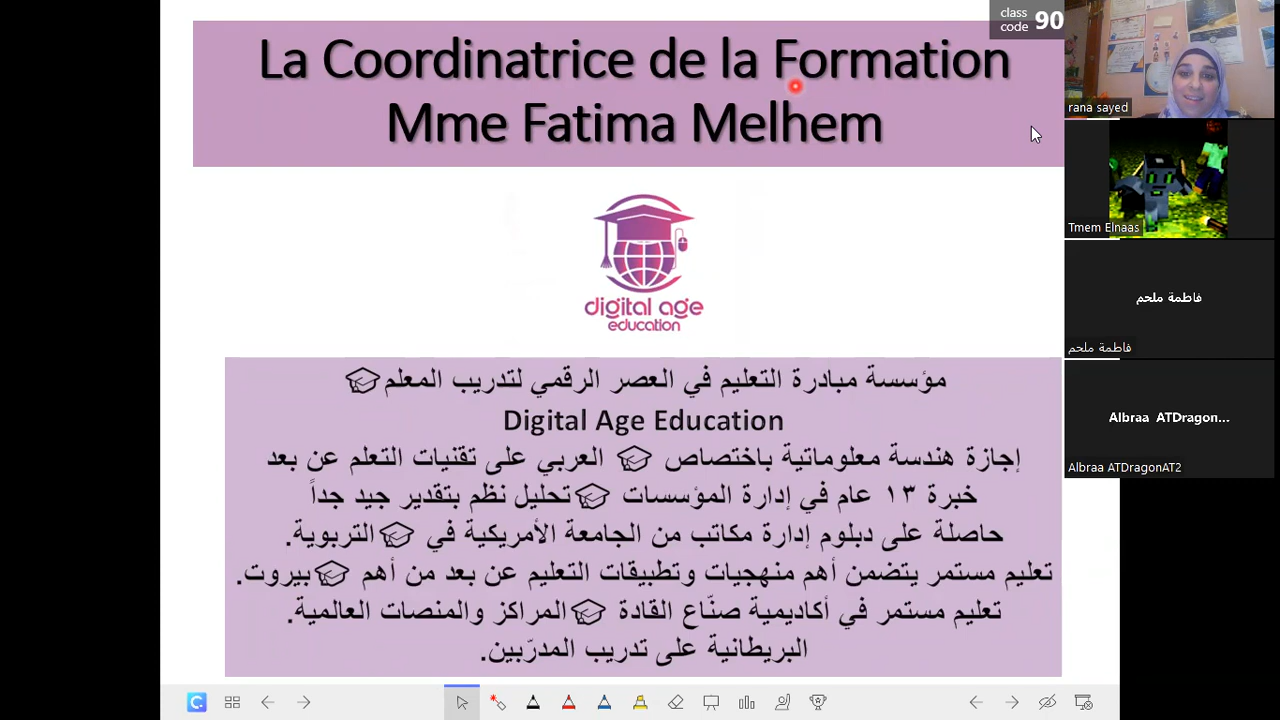 La Coordinatrice de la Formation
Mme Fatima Melhem
digital age
education
مؤسسة مبادرة التعليم في العصر الرقمي لتدريب المعلم
Digital Age Education
إجازة هندسة معلوماتية باختصاص العربي على تقنيات التعلم عن بعد
خبرة ١٣ عام في إدارة المؤسسات تحليل نظم بتقدير جيد جداً
حاصلة على دبلوم إدارة مكاتب من الجامعة الأمريكية في التربوية.
تعليم مستمر يتضمن أهم منهجيات وتطبيقات التعليم عن بعد من أهم بيروت.
تعليم مستمر في أكاديمية صنّاع القادة المراكز والمنصات العالمية.
البريطانية على تدريب المدرّبين.
class
code 90
rana sayed
Tmem Elnaas
فاطمة ملحم
فاطمة ملحم
Albraa ATDragon...
Albraa ATDragonAT2